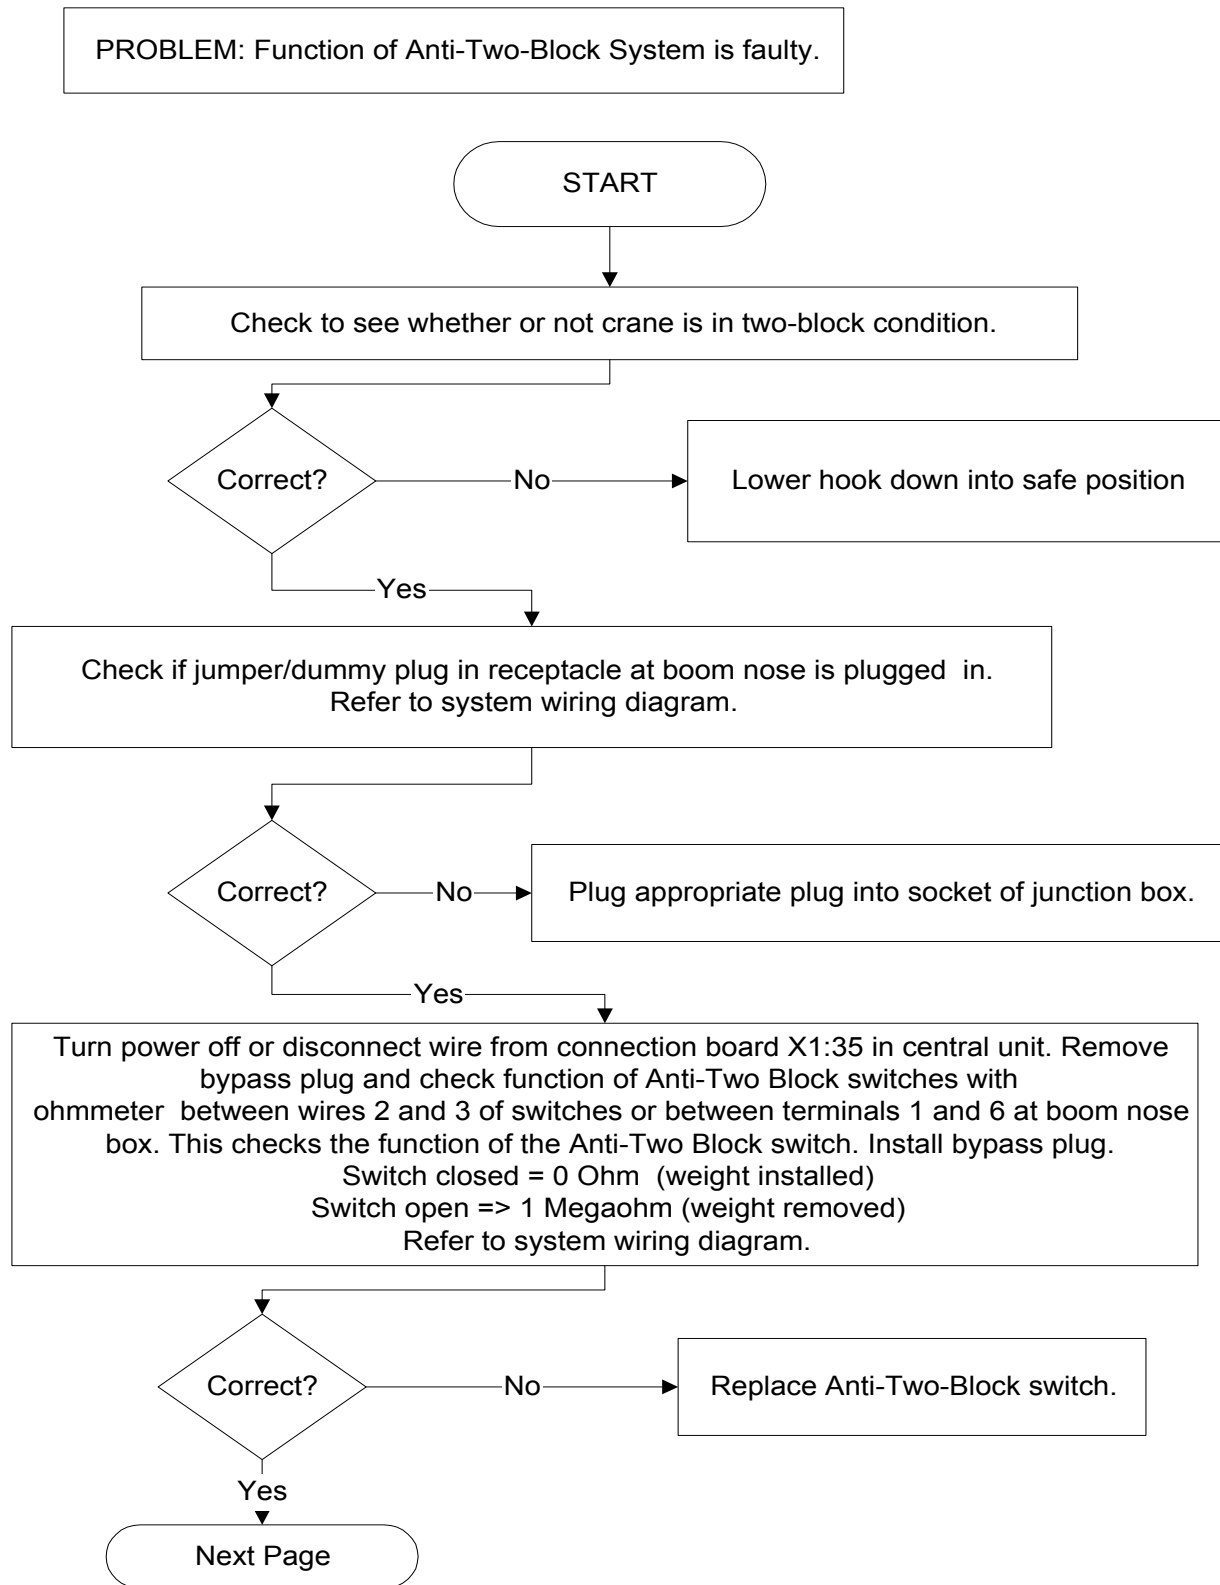 PROBLEM: Function of Anti-Two-Block System is faulty.
START
Check to see whether or not crane is in two-block condition.
Correct?
No
Lower hook down into safe position
Yes
Check if jumper/dummy plug in receptacle at boom nose is plugged in.
Refer to system wiring diagram.
Correct?
No
Plug appropriate plug into socket of junction box.
Yes
Turn power off or disconnect wire from connection board X1:35 in central unit. Remove
bypass plug and check function of Anti-Two Block switches with
ohmmeter between wires 2 and 3 of switches or between terminals 1 and 6 at boom nose
box. This checks the function of the Anti-Two Block switch. Install bypass plug.
Switch closed = 0 Ohm (weight installed)
Switch open => 1 Megaohm (weight removed)
Refer to system wiring diagram.
Correct?
No
Replace Anti-Two-Block switch.
Yes
Next Page